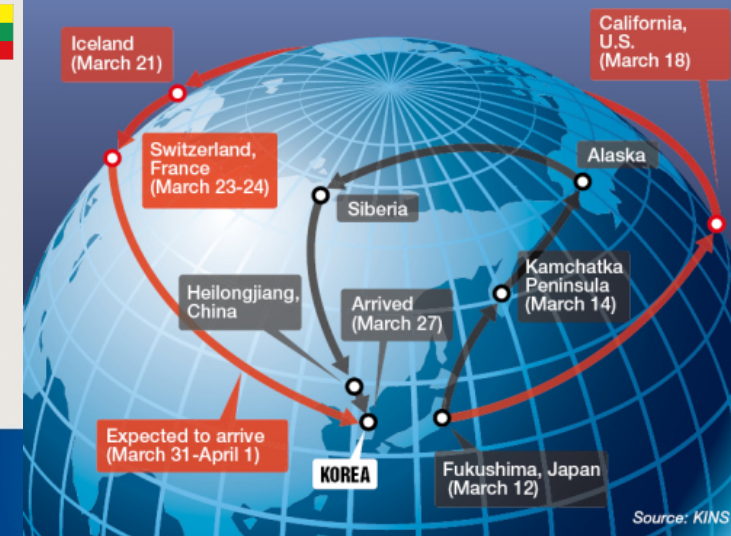 Iceland
(March 21)
California,
U.S.
(March 18)
Switzerland,
France
(March 23-24)
Alaska
Siberia
Kamchatka
Peninsula
(March 14)
Heilongjiang,
China
Arrived
(March 27)
Expected to arrive
(March 31-April 1)
KOREA
Fukushima, Japan
(March 12)
Source: KINS